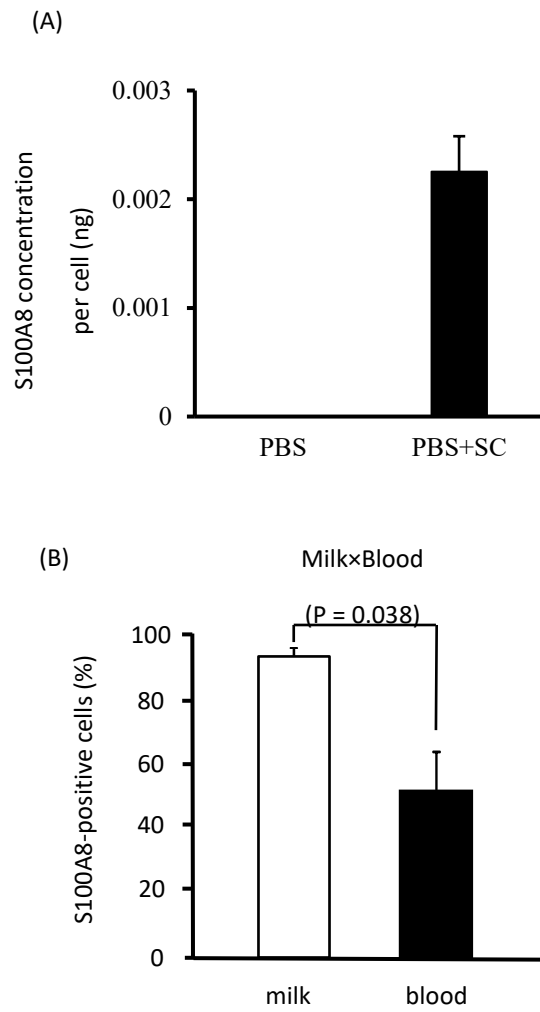 (A)
S100A8 concentration
per cell (ng)
0.003
0.002
0.001
0
PBS PBS+SC
(B)
Milk×Blood
(P = 0.038)
S100A8-positive cells (%)
100
80
60
40
20
0
milk blood